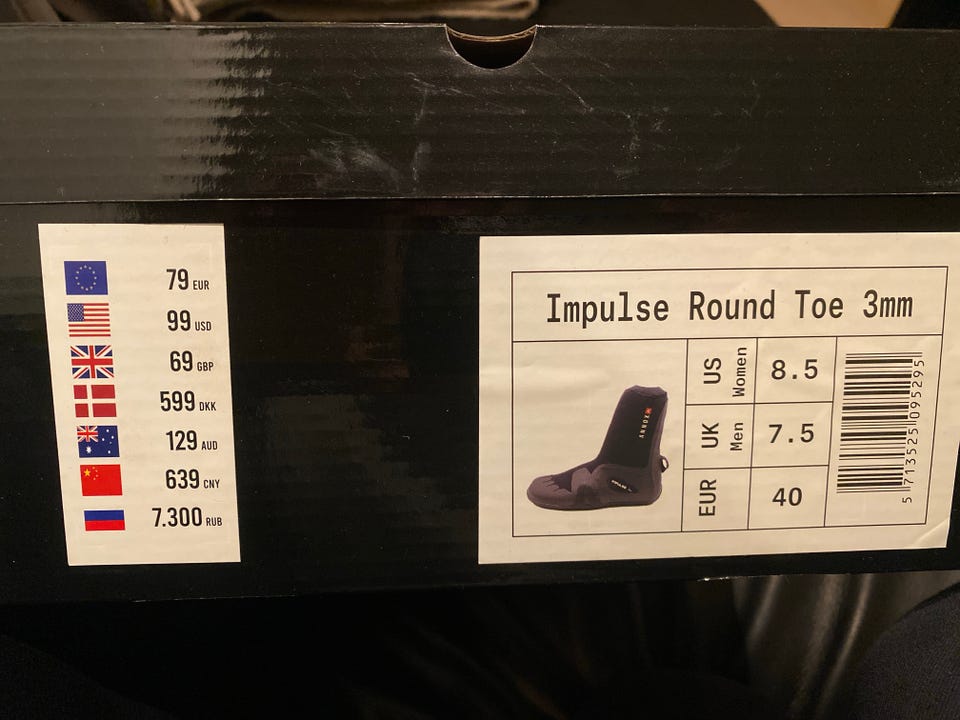 79 EUR
99 USD
69 GBP
599 DKK
129 AUD
639 CNY
7.300 RUB
Impulse Round Toe 3mm
US Women 8.5
UK Men 7.5
EUR 40
5 713525 095295